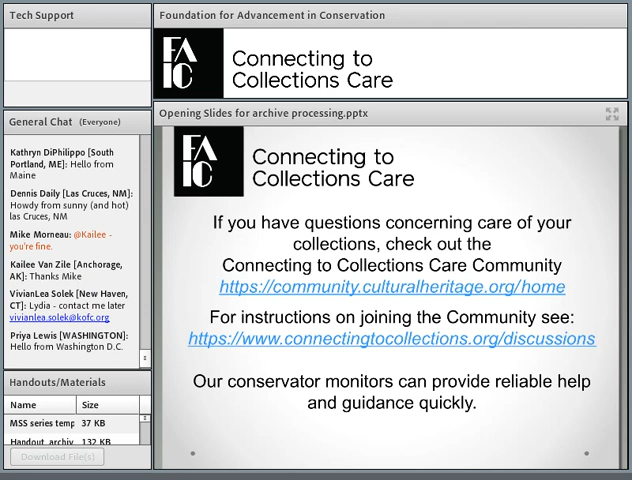 Tech Support
General Chat (Everyone)
Kathryn DiPhilippo [South
Portland, ME]: Hello from
Maine
Dennis Daily [Las Cruces, NM]:
Howdy from sunny (and hot)
las Cruces, NM
Mike Morneau: @Kailee -
you're fine.
Kailee Van Zile [Anchorage,
AK]: Thanks Mike
VivianLea Solek [New Haven,
CT]: Lydia - contact me later
vivianlea.solek@kofc.org
Priya Lewis [WASHINGTON]:
Hello from Washington D.C.
Handouts/Materials
Name Size
MSS series temp 37 KB
Handout_archiv 132 KB
Download File(s)
Foundation for Advancement in Conservation
FA
IC
Connecting to
Collections Care
Opening Slides for archive processing.pptx
FA
IC
Connecting to
Collections Care
If you have questions concerning care of your
collections, check out the
Connecting to Collections Care Community
https://community.culturalheritage.org/home
For instructions on joining the Community see:
https://www.connectingtocollections.org/discussions
Our conservator monitors can provide reliable help
and guidance quickly.